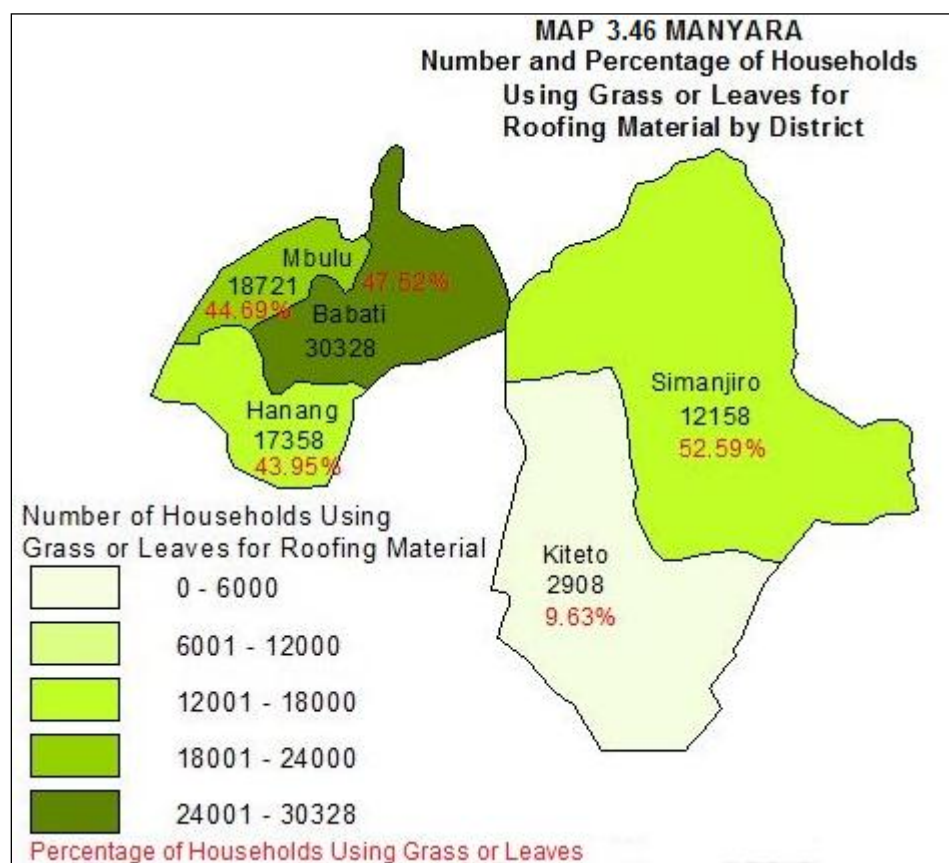 MAP 3.46 MANYARA
Number and Percentage of Households
Using Grass or Leaves for
Roofing Material by District
Mbulu
18721
44.69%
47.52%
Babati
30328
Hanang
17358
43.95%
Simanjiro
12158
52.59%
Kiteto
2908
9.63%
Number of Households Using
Grass or Leaves for Roofing Material
0 - 6000
6001 - 12000
12001 - 18000
18001 - 24000
24001 - 30328
Percentage of Households Using Grass or Leaves